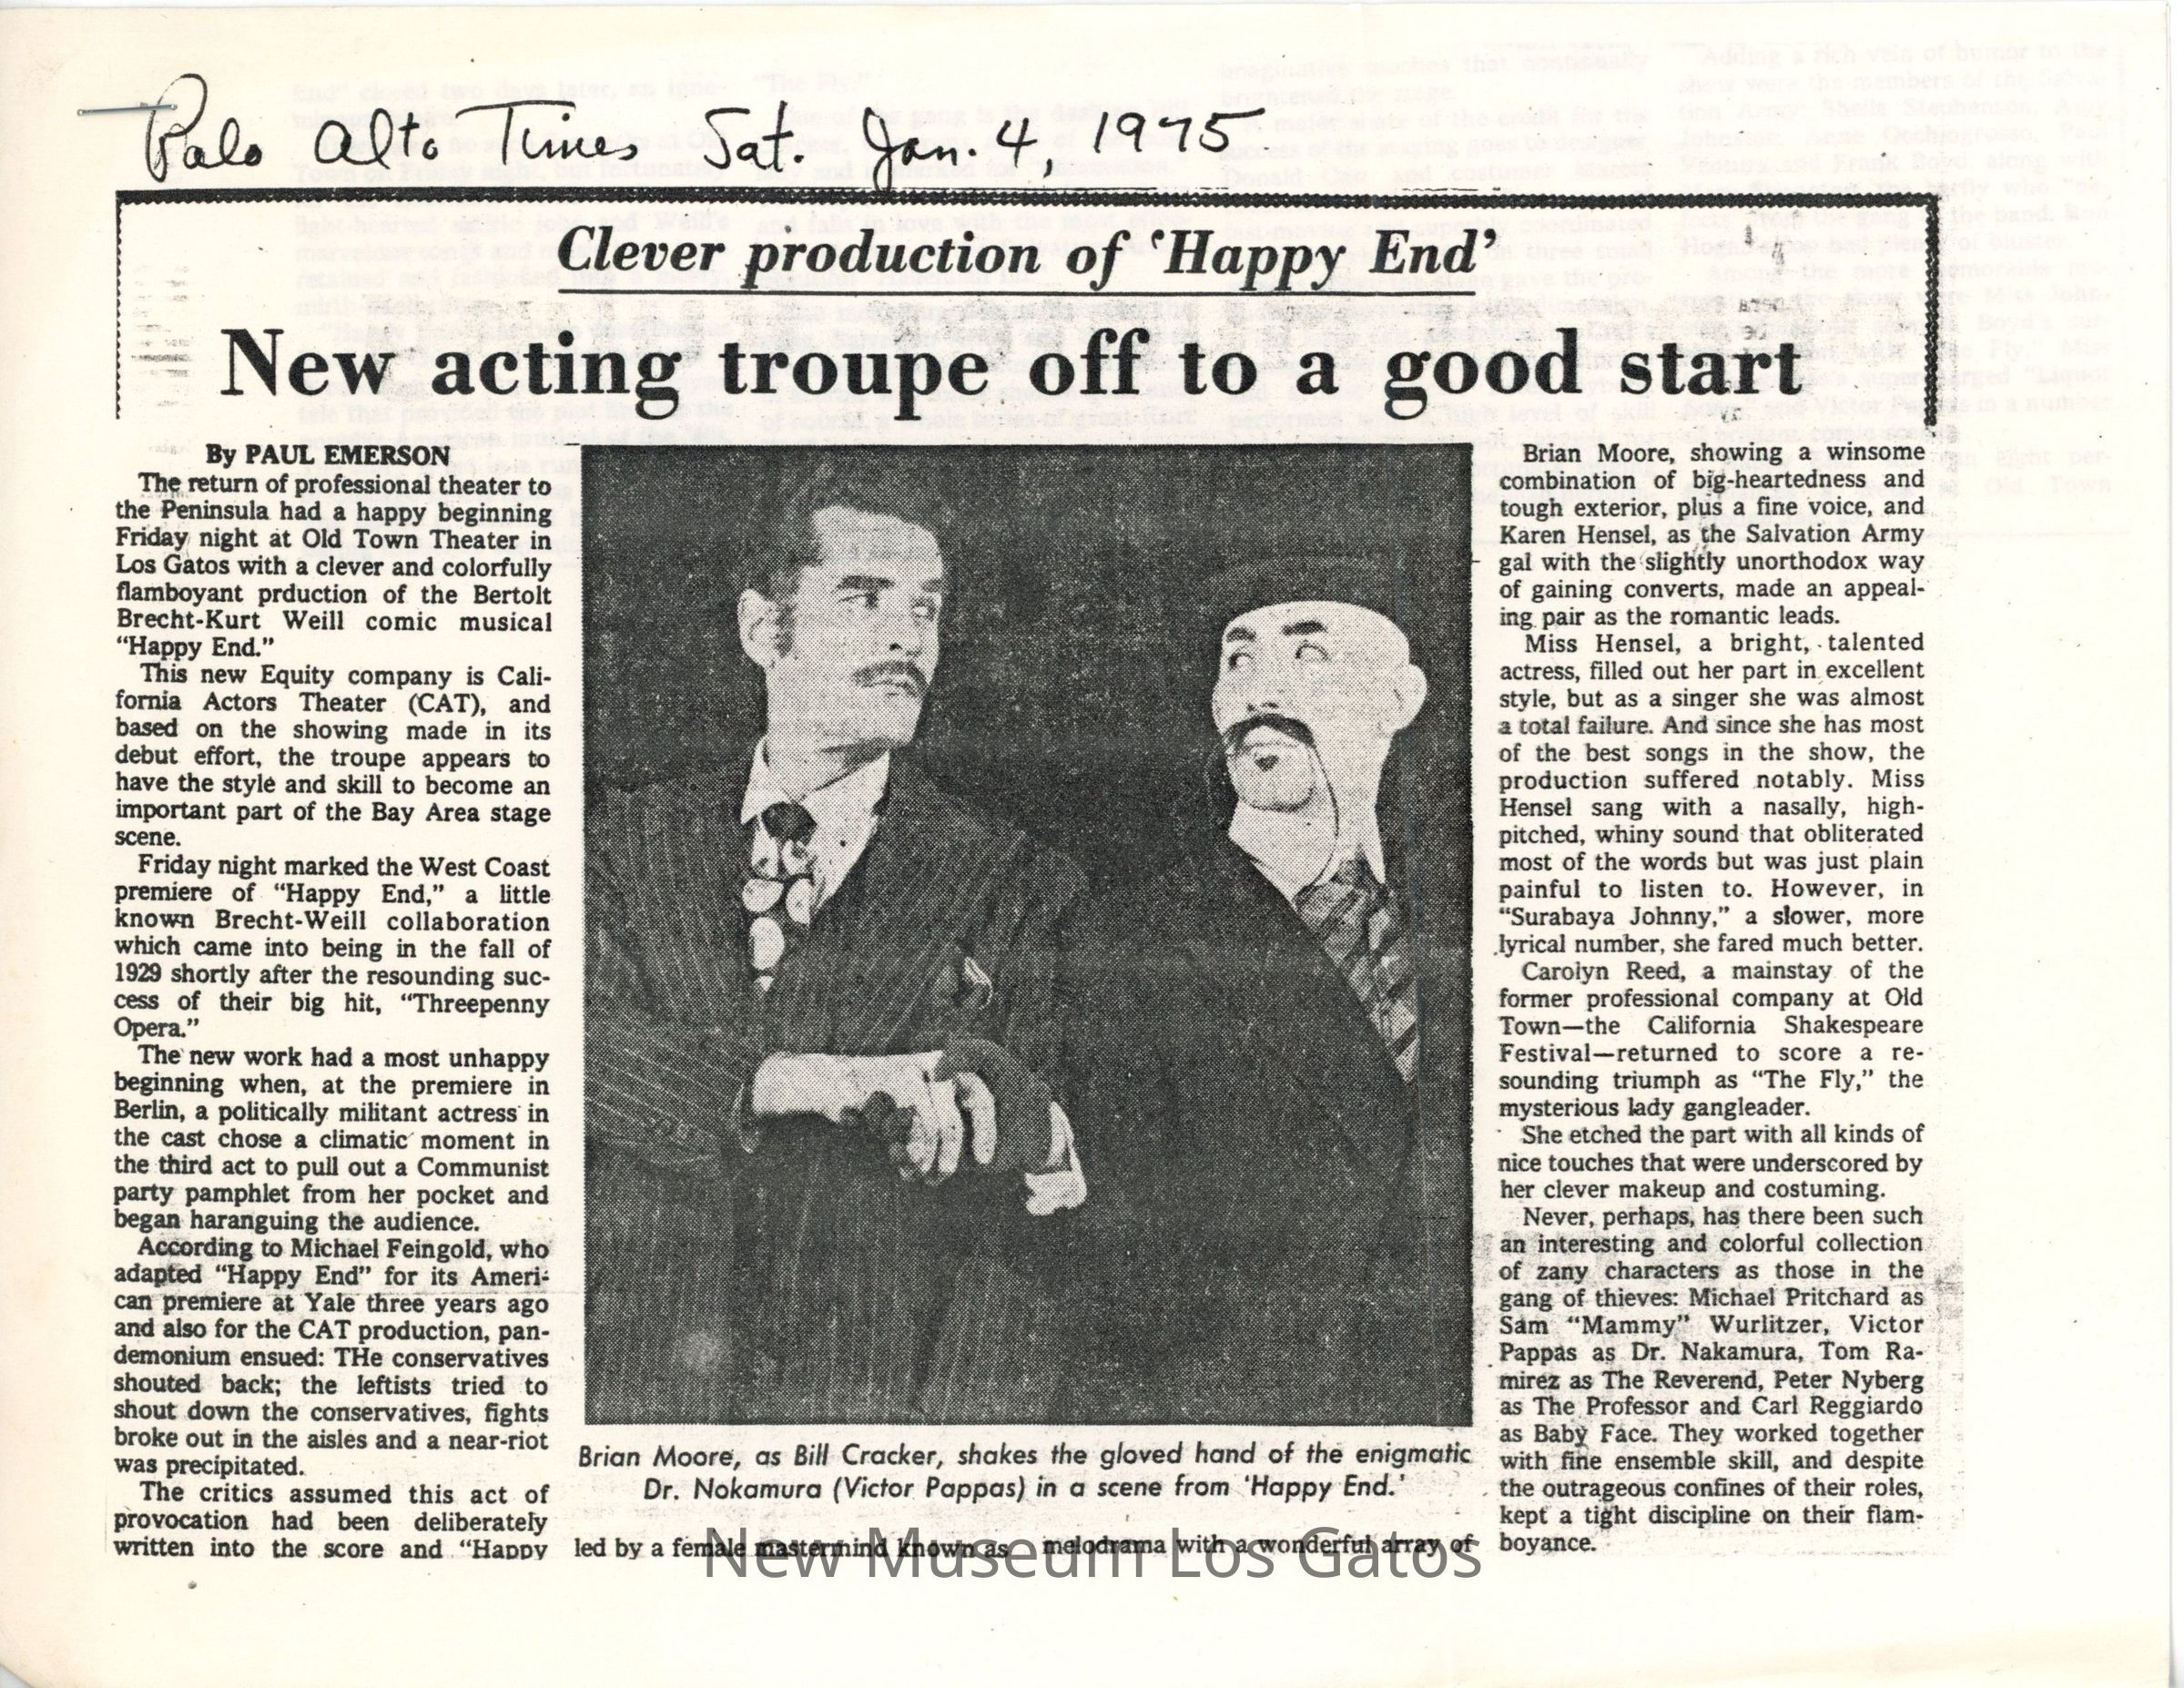 Palo Alto Times Sat. Jan. 4, 1975
Clever production of ‘Happy End’
New acting troupe off to a good start
By PAUL EMERSON
The return of professional theater to
the Peninsula had a happy beginning
Friday night at Old Town Theater in
Los Gatos with a clever and colorfully
flamboyant prduction of the Bertolt
Brecht-Kurt Weill comic musical
“Happy End.”
This new Equity company is Cali-
fornia Actors Theater (CAT), and
based on the showing made in its
debut effort, the troupe appears to
have the style and skill to become an
important part of the Bay Area stage
scene.
Friday night marked the West Coast
premiere of “Happy End,” a little
known Brecht-Weill collaboration
which came into being in the fall of
1929 shortly after the resounding suc-
cess of their big hit, “Threepenny
Opera.”
The new work had a most unhappy
beginning when, at the premiere in
Berlin, a politically militant actress in
the cast chose a climatic moment in
the third act to pull out a Communist
party pamphlet from her pocket and
began haranguing the audience.
According to Michael Feingold, who
adapted “Happy End” for its Ameri-
can premiere at Yale three years ago
and also for the CAT production, pan-
demonium ensued: THe conservatives
shouted back; the leftists tried to
shout down the conservatives, fights
broke out in the aisles and a near-riot
was precipitated.
The critics assumed this act of
provocation had been deliberately
written into the score and “Happy
Brian Moore, as Bill Cracker, shakes the gloved hand of the enigmatic
Dr. Nokamura (Victor Pappas) in a scene from ‘Happy End.’
led by a female mastermind known as
melodrama with a wonderful array of
Brian Moore, showing a winsome
combination of big-heartedness and
tough exterior, plus a fine voice, and
Karen Hensel, as the Salvation Army
gal with the slightly unorthodox way
of gaining converts, made an appeal-
ing pair as the romantic leads.
Miss Hensel, a bright, talented
actress, filled out her part in excellent
style, but as a singer she was almost
a total failure. And since she has most
of the best songs in the show, the
production suffered notably. Miss
Hensel sang with a nasally, high-
pitched, whiny sound that obliterated
most of the words but was just plain
painful to listen to. However, in
“Surabaya Johnny,” a slower, more
lyrical number, she fared much better.
Carolyn Reed, a mainstay of the
former professional company at Old
Town—the California Shakespeare
Festival—returned to score a re-
sounding triumph as “The Fly,” the
mysterious lady gangleader.
She etched the part with all kinds of
nice touches that were underscored by
her clever makeup and costuming.
Never, perhaps, has there been such
an interesting and colorful collection
of zany characters as those in the
gang of thieves: Michael Pritchard as
Sam “Mammy” Wurlitzer, Victor
Pappas as Dr. Nakamura, Tom Ra-
mirez as The Reverend, Peter Nyberg
as The Professor and Carl Reggiardo
as Baby Face. They worked together
with fine ensemble skill, and despite
the outrageous confines of their roles,
kept a tight discipline on their flam-
boyance.
New Museum Los Gatos